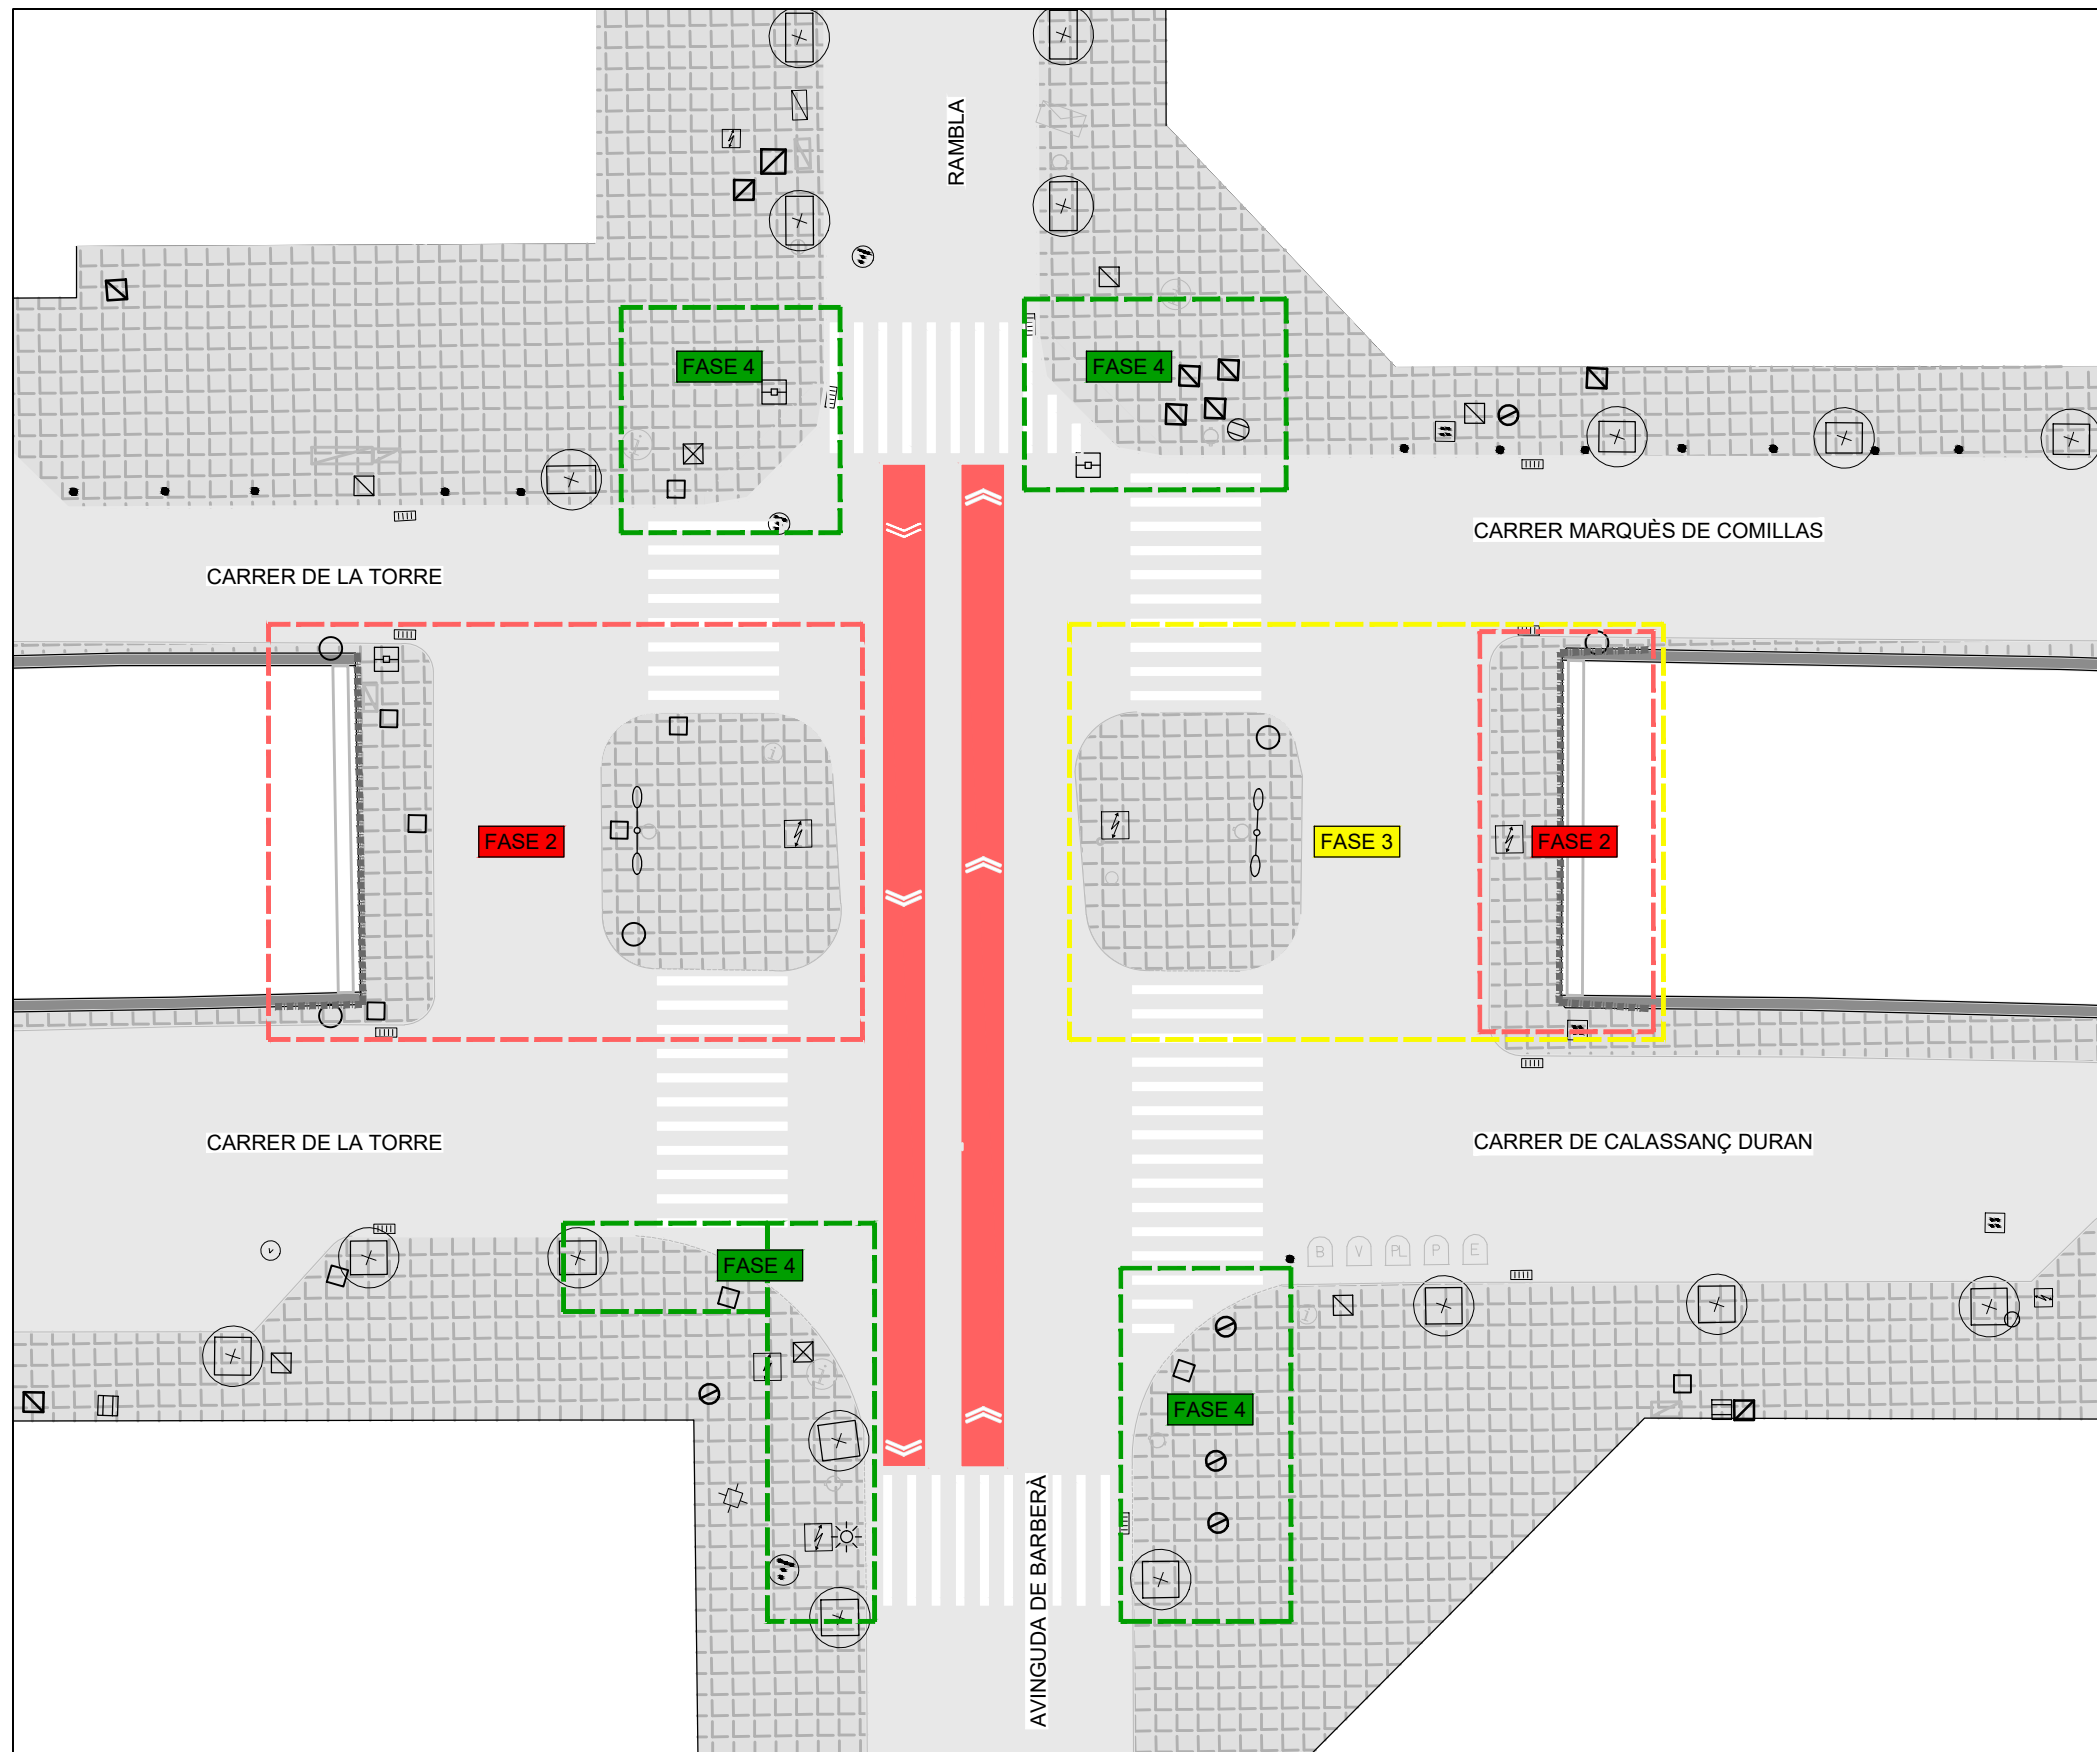 RAMBLA
FASE 4
FASE 4
CARRER MARQUÈS DE COMILLAS
CARRER DE LA TORRE
FASE 2
FASE 3
FASE 2
CARRER DE LA TORRE
CARRER DE CALASSANÇ DURAN
B V PL P E
FASE 4
FASE 4
AVINGUDA DE BARBERÀ